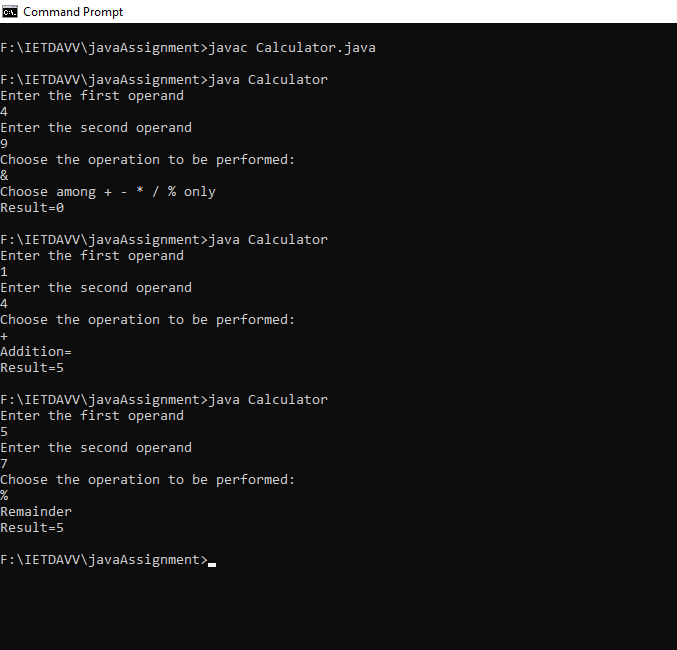 Command Prompt
F:\IETDAVV\javaAssignment>javac Calculator.java
F:\IETDAVV\javaAssignment>java Calculator
Enter the first operand
4
Enter the second operand
9
Choose the operation to be performed:
&
Choose among + - * / % only
Result=0
F:\IETDAVV\javaAssignment>java Calculator
Enter the first operand
1
Enter the second operand
4
Choose the operation to be performed:
+
Addition=
Result=5
F:\IETDAVV\javaAssignment>java Calculator
Enter the first operand
5
Enter the second operand
7
Choose the operation to be performed:
%
Remainder
Result=5
F:\IETDAVV\javaAssignment>